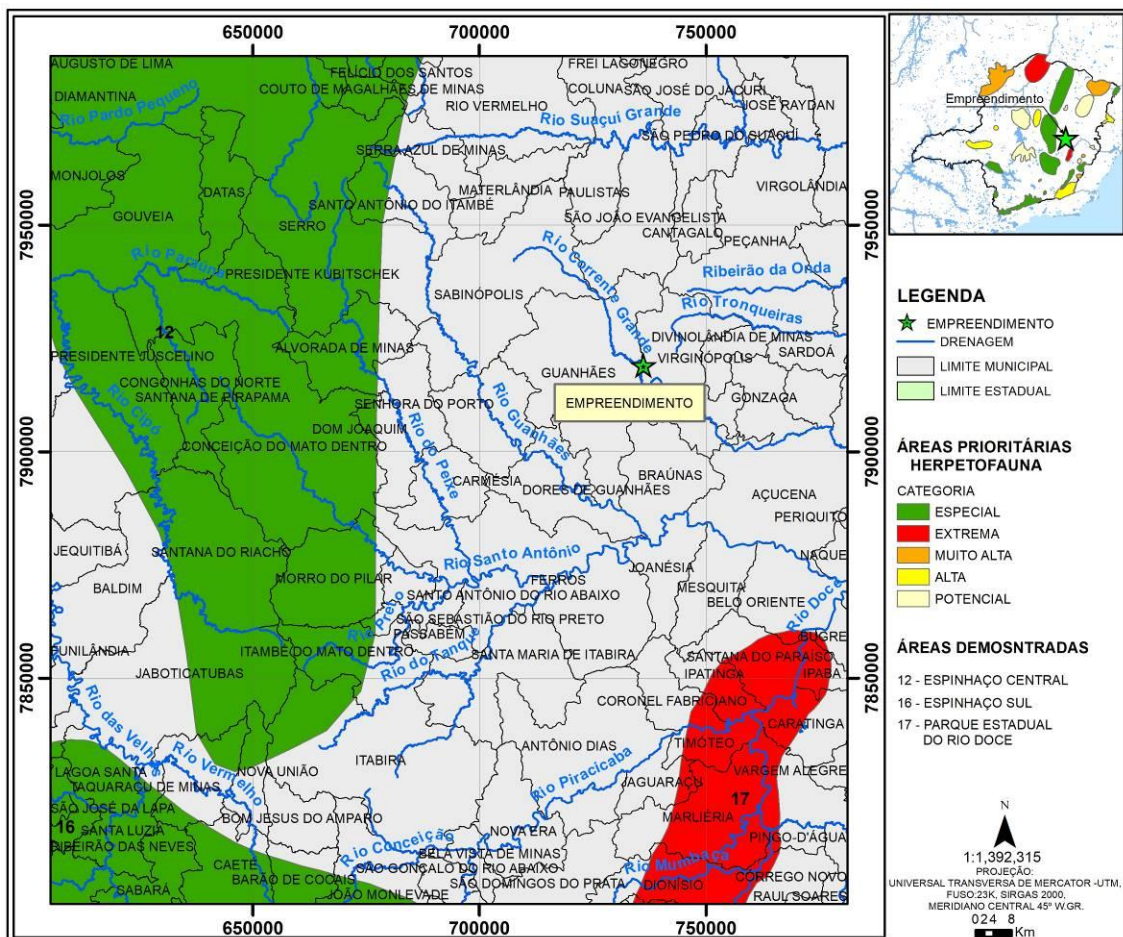 650000
700000
750000
7950000
7900000
7850000
7950000
7900000
7850000
AUGUSTO DE LIMA
FELÍCIO DOS SANTOS
COUTO DE MAGALHÃES DE MINAS
DIAMANTINA
Rio Pardo Pequeno
RIO VERMELHO
COLUNA
SÃO JOSÉ DO JACURI
JOSÉ RAYDAN
Rio Suaçui Grande
SÃO PEDRO DO SUAÇUÍ
SERRA AZUL DE MINAS
MONJOLOS
DATAS
MATERLÂNDIA
PAULISTAS
VIRGOLÂNDIA
GOUVEIA
SANTO ANTÔNIO DO ITAMBÉ
SERRO
SÃO JOÃO EVANGELISTA
CANTAGALO
PEÇANHA
Rio Paraúna
PRESIDENTE KUBITSCHEK
Rio Corrente Grande
Ribeirão da Onda
SABINÓPOLIS
Rio Tronqueiras
12
DIVINOLÂNDIA DE MINAS
PRESIDENTE JUSCELINO
ALVORADA DE MINAS
VIRGINÓPOLIS
SARDOÁ
GUANHÃES
CONGONHAS DO NORTE
SANTANA DE PIRAPAMA
SENHORA DO PORTO
EMPREENDIMENTO
GONZAGA
Rio Cipó
DOM JOAQUIM
Rio do Peixe
Rio Guanhães
CONCEIÇÃO DO MATO DENTRO
CARMÉSIA
DORES DE GUANHÃES
BRAÚNAS
AÇUCENA
PERIQUITO
JEQUITIBÁ
SANTANA DO RIACHO
Rio Santo Antônio
JOANÉSIA
NAQUE
BALDIM
MORRO DO PILAR
FERROS
MESQUITA
SANTO ANTÔNIO DO RIO ABAIXO
BELO ORIENTE
Rio Doce
Rio Preto
SÃO SEBASTIÃO DO RIO PRETO
PASSABÉM
BUGRE
FUNILÂNDIA
ITAMBÉ DO MATO DENTRO
Rio do Tanque
SANTA MARIA DE ITABIRA
SANTANA DO PARAÍSO
JABOTICATUBAS
IPATINGA
IPABA
CORONEL FABRICIANO
Rio das Velhas
CARATINGA
Rio Vermelho
ANTÔNIO DIAS
TIMÓTEO
ITABIRA
LAGOA SANTA
NOVA UNIÃO
Rio Piracicaba
VARGEM ALEGRE
TAQUARAÇU DE MINAS
JAGUARAÇU
17
SÃO JOSÉ DA LAPA
BOM JESUS DO AMPARO
MARLIÉRIA
16
SANTA LUZIA
NOVA ERA
PINGO-D'ÁGUA
RIBEIRÃO DAS NEVES
Rio Conceição
BELA VISTA DE MINAS
Rio Mumbaça
CAETÉ
SÃO GONÇALO DO RIO ABAIXO
CÓRREGO NOVO
BARÃO DE COCAIS
SÃO DOMINGOS DO PRATA
DIONÍSIO
SABARÁ
JOÃO MONLEVADE
RAUL SOARES
650000
700000
750000
Empreendimento
LEGENDA
EMPREENDIMENTO
DRENAGEM
LIMITE MUNICIPAL
LIMITE ESTADUAL
ÁREAS PRIORITÁRIAS
HERPETOFAUNA
CATEGORIA
ESPECIAL
EXTREMA
MUITO ALTA
ALTA
POTENCIAL
ÁREAS DEMOSNTRADAS
12 - ESPINHAÇO CENTRAL
16 - ESPINHAÇO SUL
17 - PARQUE ESTADUAL
DO RIO DOCE
N
1:1,392,315
PROJEÇÃO:
UNIVERSAL TRANSVERSA DE MERCATOR -UTM,
FUSO:23K, SIRGAS 2000,
MERIDIANO CENTRAL 45º W.GR.
0 2 4 8
Km